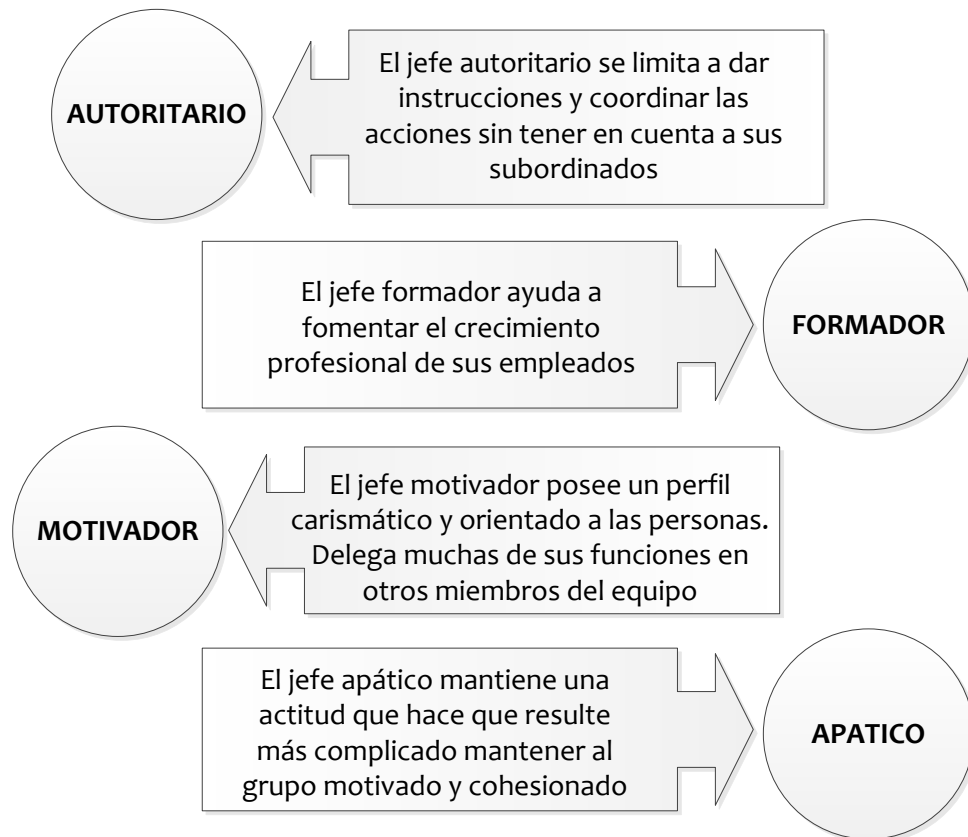 AUTORITARIO
El jefe autoritario se limita a dar
instrucciones y coordinar las
acciones sin tener en cuenta a sus
subordinados
El jefe formador ayuda a
fomentar el crecimiento
profesional de sus empleados
FORMADOR
MOTIVADOR
El jefe motivador posee un perfil
carismático y orientado a las personas.
Delega muchas de sus funciones en
otros miembros del equipo
El jefe apático mantiene una
actitud que hace que resulte
más complicado mantener al
grupo motivado y cohesionado
APATICO